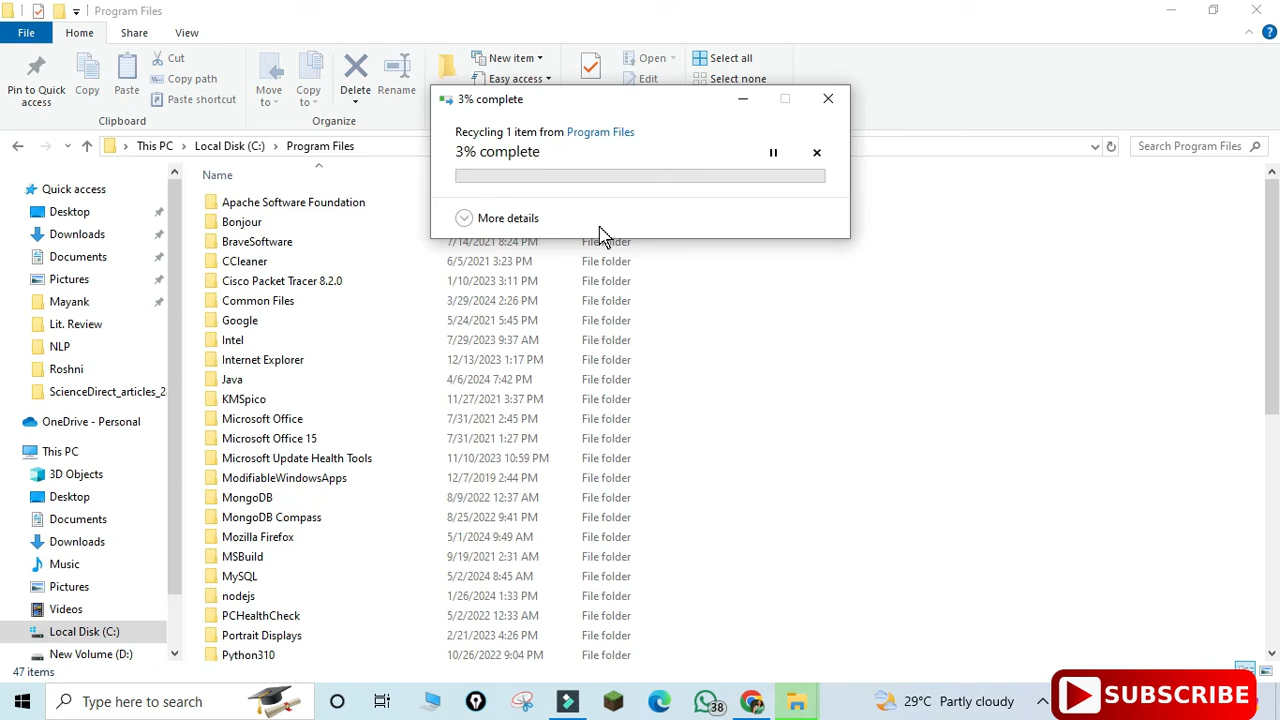 Program Files
File
Home
Share
View
Pin to Quick access
Copy
Paste
Cut
Copy path
Paste shortcut
Clipboard
Move to
Copy to
Delete
Rename
Organize
New item
Easy access
Open
Edit
Select all
Select none
3% complete
Recycling 1 item from Program Files
3% complete
More details
This PC > Local Disk (C:) > Program Files
Search Program Files
Name
Quick access
Desktop
Downloads
Documents
Pictures
Mayank
Lit. Review
NLP
Roshni
ScienceDirect_articles_2
OneDrive - Personal
This PC
3D Objects
Desktop
Documents
Downloads
Music
Pictures
Videos
Local Disk (C:)
New Volume (D:)
Apache Software Foundation
Bonjour
BraveSoftware 7/14/2021 8:24 PM File folder
CCleaner 6/5/2021 3:23 PM File folder
Cisco Packet Tracer 8.2.0 1/10/2023 3:11 PM File folder
Common Files 3/29/2024 2:26 PM File folder
Google 5/24/2021 5:45 PM File folder
Intel 7/29/2023 9:37 AM File folder
Internet Explorer 12/13/2023 1:17 PM File folder
Java 4/6/2024 7:42 PM File folder
KMSpico 11/27/2021 3:37 PM File folder
Microsoft Office 7/31/2021 2:45 PM File folder
Microsoft Office 15 7/31/2021 1:27 PM File folder
Microsoft Update Health Tools 11/10/2023 10:59 PM File folder
ModifiableWindowsApps 12/7/2019 2:44 PM File folder
MongoDB 8/9/2022 12:37 AM File folder
MongoDB Compass 8/25/2022 9:41 PM File folder
Mozilla Firefox 5/1/2024 9:49 AM File folder
MSBuild 9/19/2021 2:31 AM File folder
MySQL 5/2/2024 8:45 AM File folder
nodejs 1/26/2024 1:33 PM File folder
PCHealthCheck 5/2/2022 12:33 AM File folder
Portrait Displays 2/21/2023 4:26 PM File folder
Python310 10/26/2022 9:04 PM File folder
47 items
Type here to search
38
29°C Partly cloudy
SUBSCRIBE